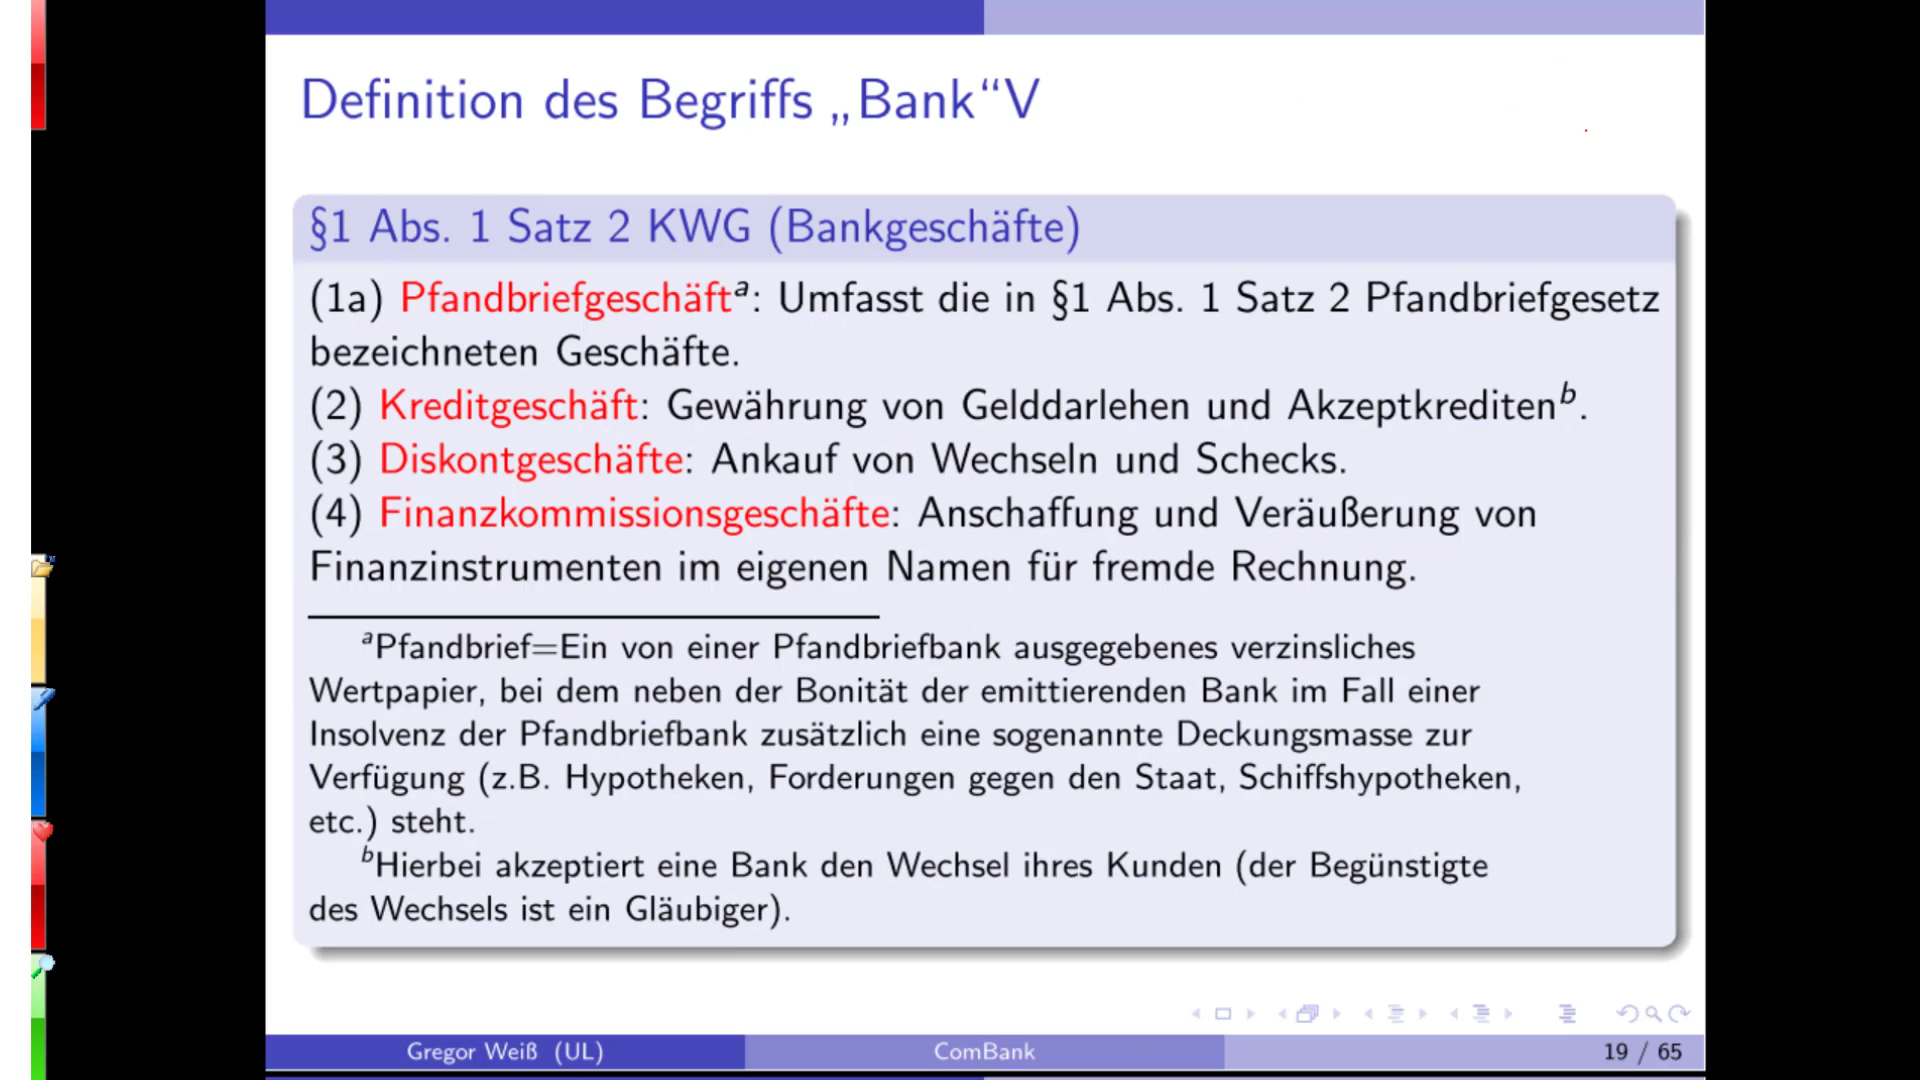 Definition des Begriffs „Bank“V
§1 Abs. 1 Satz 2 KWG (Bankgeschäfte)
(1a) Pfandbriefgeschäftᵃ: Umfasst die in §1 Abs. 1 Satz 2 Pfandbriefgesetz
bezeichneten Geschäfte.
(2) Kreditgeschäft: Gewährung von Gelddarlehen und Akzeptkreditenᵇ.
(3) Diskontgeschäfte: Ankauf von Wechseln und Schecks.
(4) Finanzkommissionsgeschäfte: Anschaffung und Veräußerung von
Finanzinstrumenten im eigenen Namen für fremde Rechnung.
ᵃPfandbrief=Ein von einer Pfandbriefbank ausgegebenes verzinsliches
Wertpapier, bei dem neben der Bonität der emittierenden Bank im Fall einer
Insolvenz der Pfandbriefbank zusätzlich eine sogenannte Deckungsmasse zur
Verfügung (z.B. Hypotheken, Forderungen gegen den Staat, Schiffshypotheken,
etc.) steht.
ᵇHierbei akzeptiert eine Bank den Wechsel ihres Kunden (der Begünstigte
des Wechsels ist ein Gläubiger).
Gregor Weiß (UL) ComBank 19 / 65